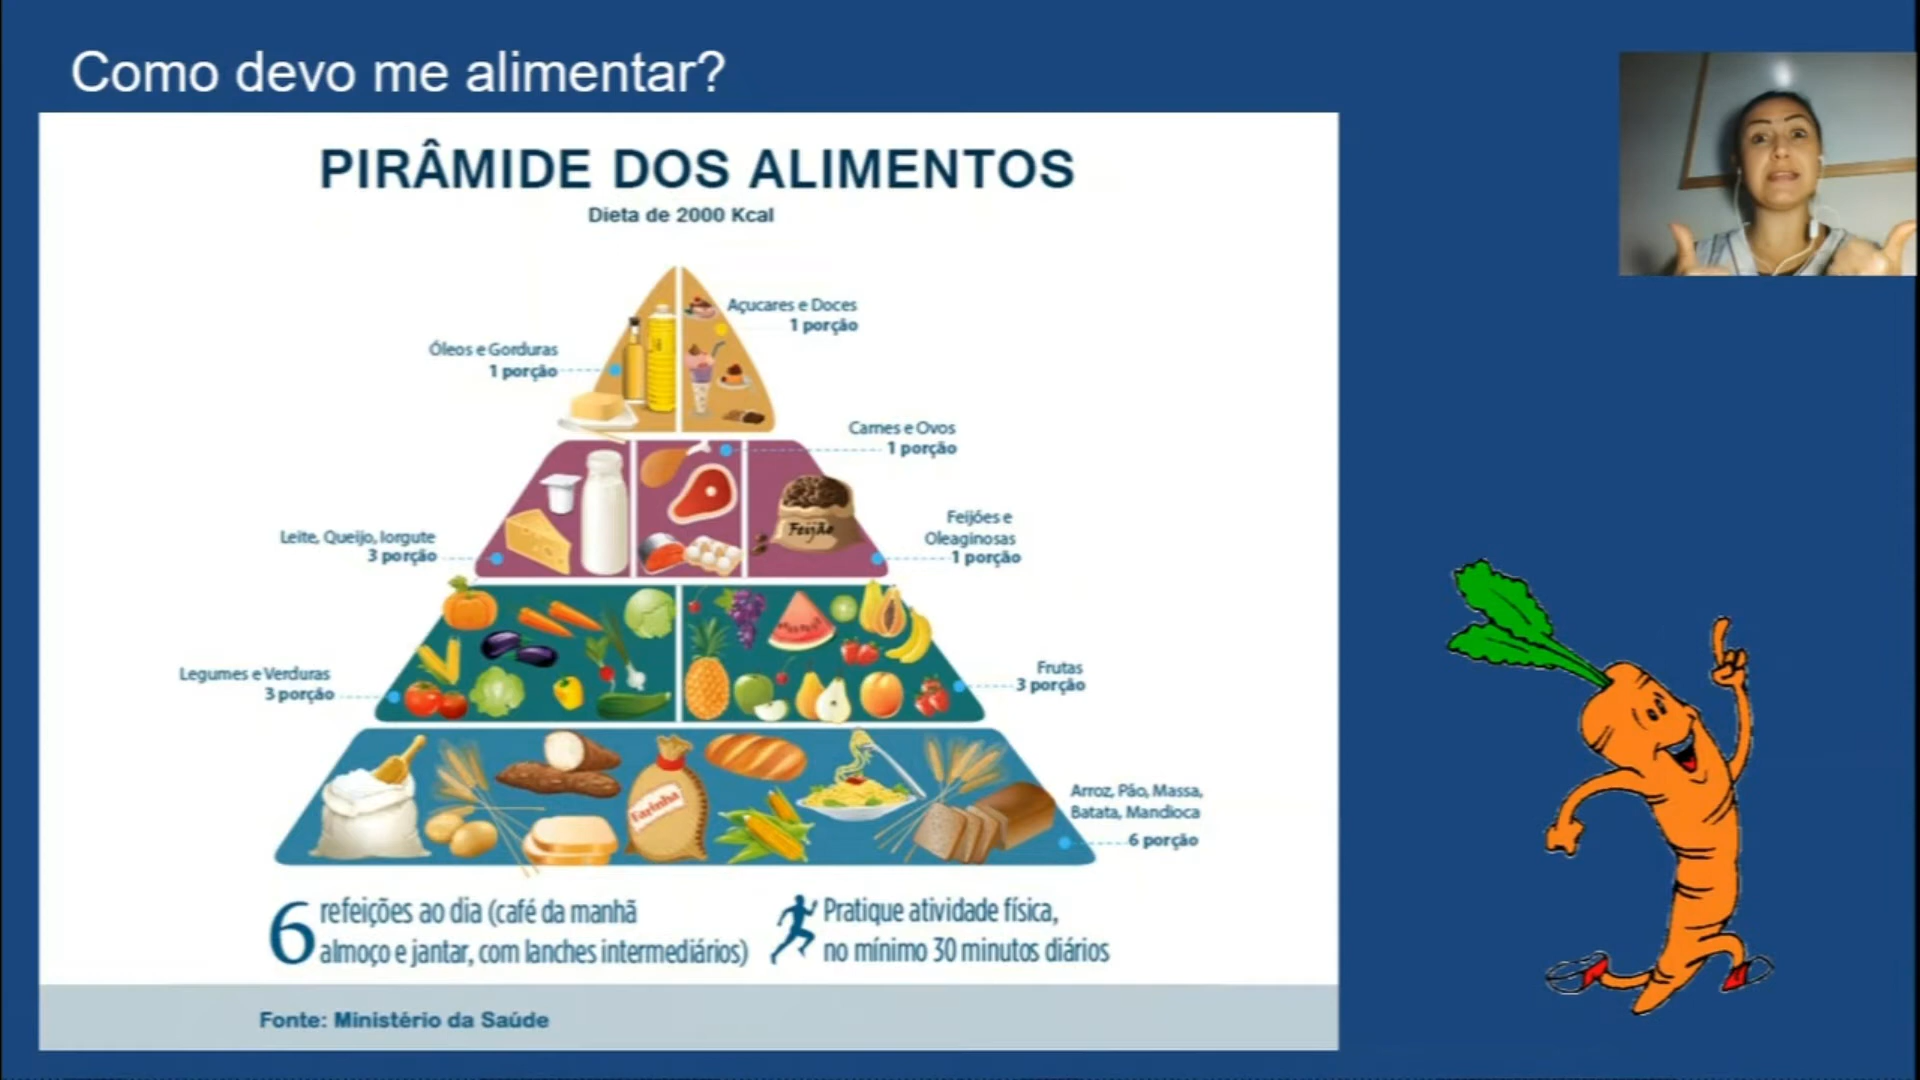 Como devo me alimentar?
PIRÂMIDE DOS ALIMENTOS
Dieta de 2000 Kcal
Açucares e Doces
1 porção
Óleos e Gorduras
1 porção
Carnes e Ovos
1 porção
Feijões e
Oleaginosas
1 porção
Leite, Queijo, Iorgute
3 porção
Feijão
Legumes e Verduras
3 porção
Frutas
3 porção
Farinha
Arroz, Pão, Massa,
Batata, Mandioca
6 porção
6 refeições ao dia (café da manhã
almoço e jantar, com lanches intermediários)
Pratique atividade física,
no mínimo 30 minutos diários
Fonte: Ministério da Saúde